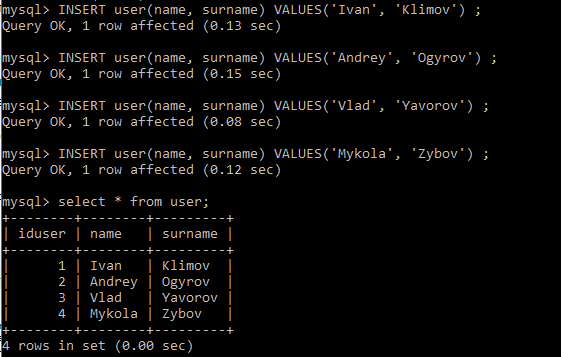 mysql> INSERT user(name, surname) VALUES('Ivan', 'Klimov') ;
Query OK, 1 row affected (0.13 sec)
mysql> INSERT user(name, surname) VALUES('Andrey', 'Ogyrov') ;
Query OK, 1 row affected (0.15 sec)
mysql> INSERT user(name, surname) VALUES('Vlad', 'Yavorov') ;
Query OK, 1 row affected (0.08 sec)
mysql> INSERT user(name, surname) VALUES('Mykola', 'Zybov') ;
Query OK, 1 row affected (0.12 sec)
mysql> select * from user;
+--------+--------+---------+
| iduser | name   | surname |
+--------+--------+---------+
|      1 | Ivan   | Klimov  |
|      2 | Andrey | Ogyrov  |
|      3 | Vlad   | Yavorov |
|      4 | Mykola | Zybov   |
+--------+--------+---------+
4 rows in set (0.00 sec)